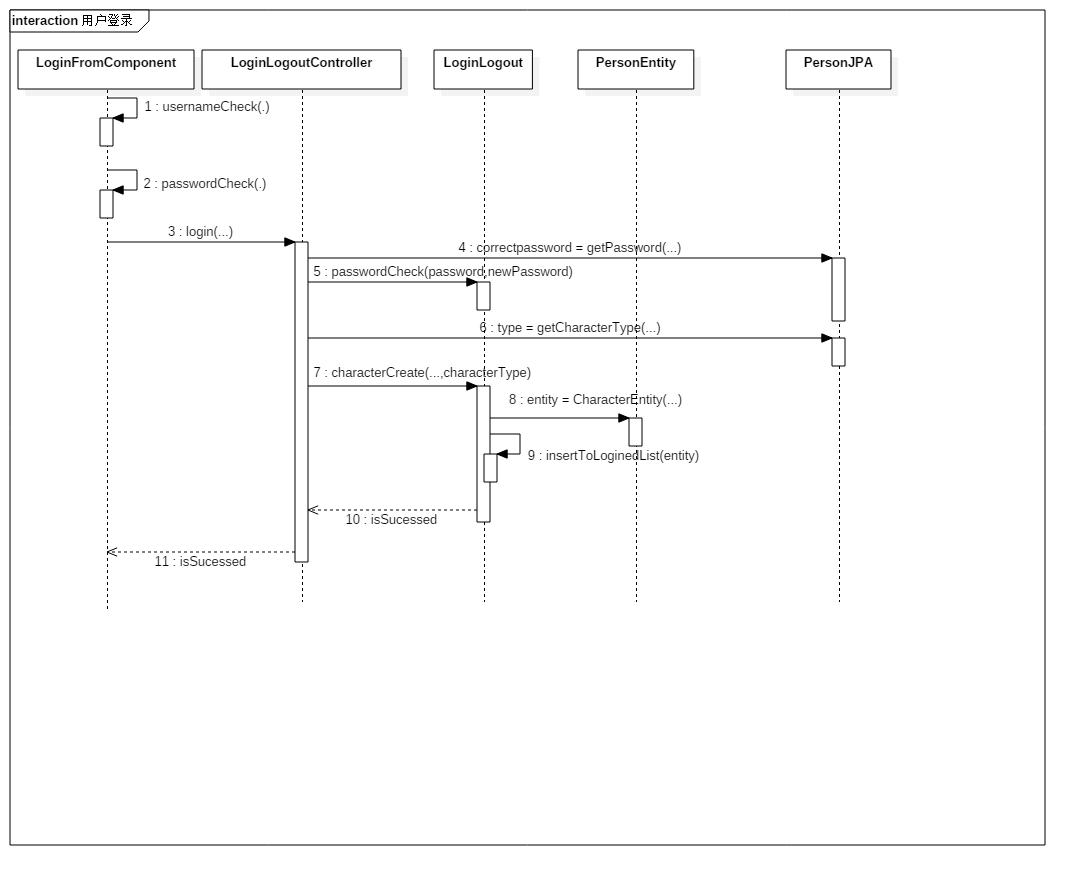 interaction 用户登录
LoginFromComponent
LoginLogoutController
LoginLogout
PersonEntity
PersonJPA
1 : usernameCheck(.)
2 : passwordCheck(.)
3 : login(...)
4 : correctpassword = getPassword(...)
5 : passwordCheck(password,newPassword)
6 : type = getCharacterType(...)
7 : characterCreate(...,characterType)
8 : entity = CharacterEntity(...)
9 : insertToLoginedList(entity)
10 : isSucessed
11 : isSucessed